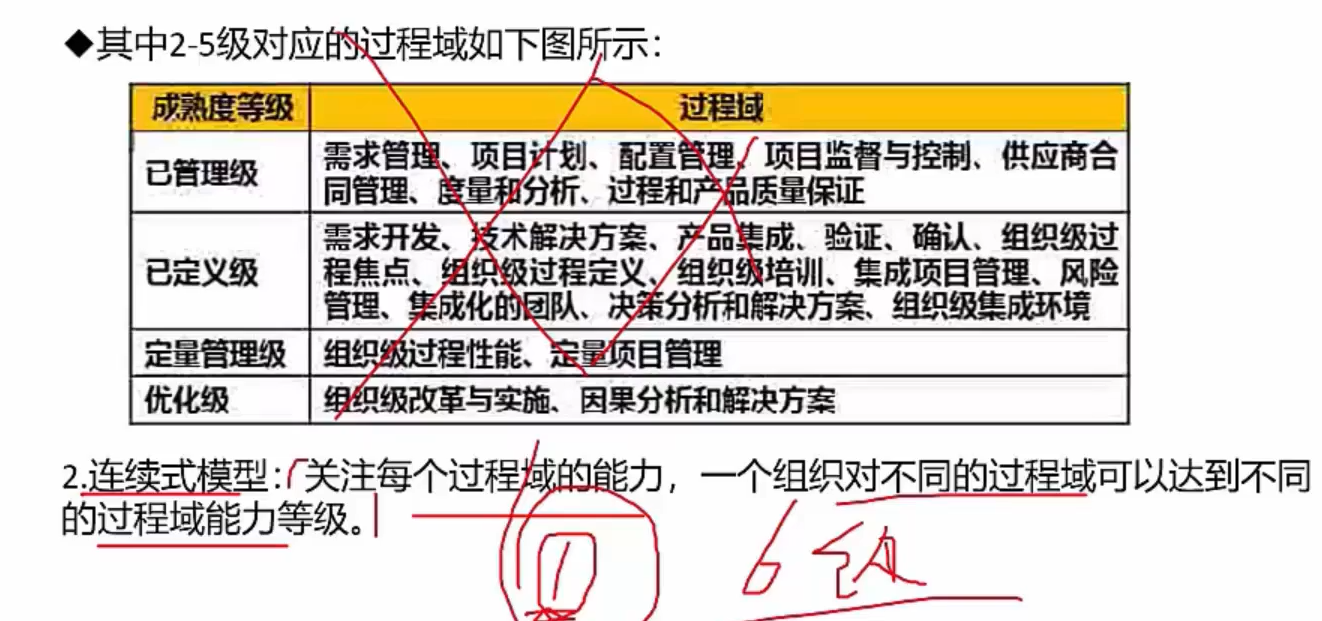 ◆其中2-5级对应的过程域如下图所示：
成熟度等级 过程域
已管理级 需求管理、项目计划、配置管理、项目监督与控制、供应商合
同管理、度量和分析、过程和产品质量保证
已定义级 需求开发、技术解决方案、产品集成、验证、确认、组织级过
程焦点、组织级过程定义、组织级培训、集成项目管理、风险
管理、集成化的团队、决策分析和解决方案、组织级集成环境
定量管理级 组织级过程性能、定量项目管理
优化级 组织级改革与实施、因果分析和解决方案
2.连续式模型：关注每个过程域的能力，一个组织对不同的过程域可以达到不同
的过程域能力等级。
1 6级